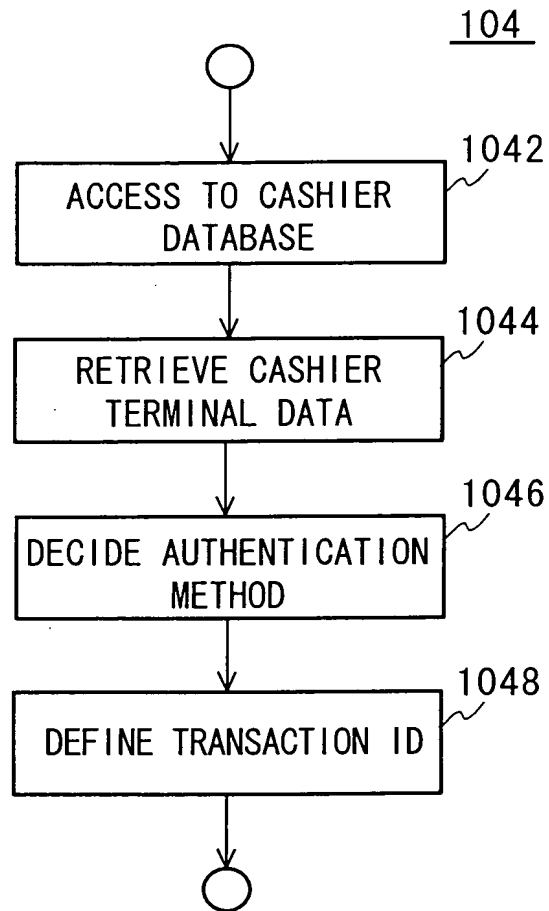 104
1042
ACCESS TO CASHIER
DATABASE
1044
RETRIEVE CASHIER
TERMINAL DATA
1046
DECIDE AUTHENTICATION
METHOD
1048
DEFINE TRANSACTION ID